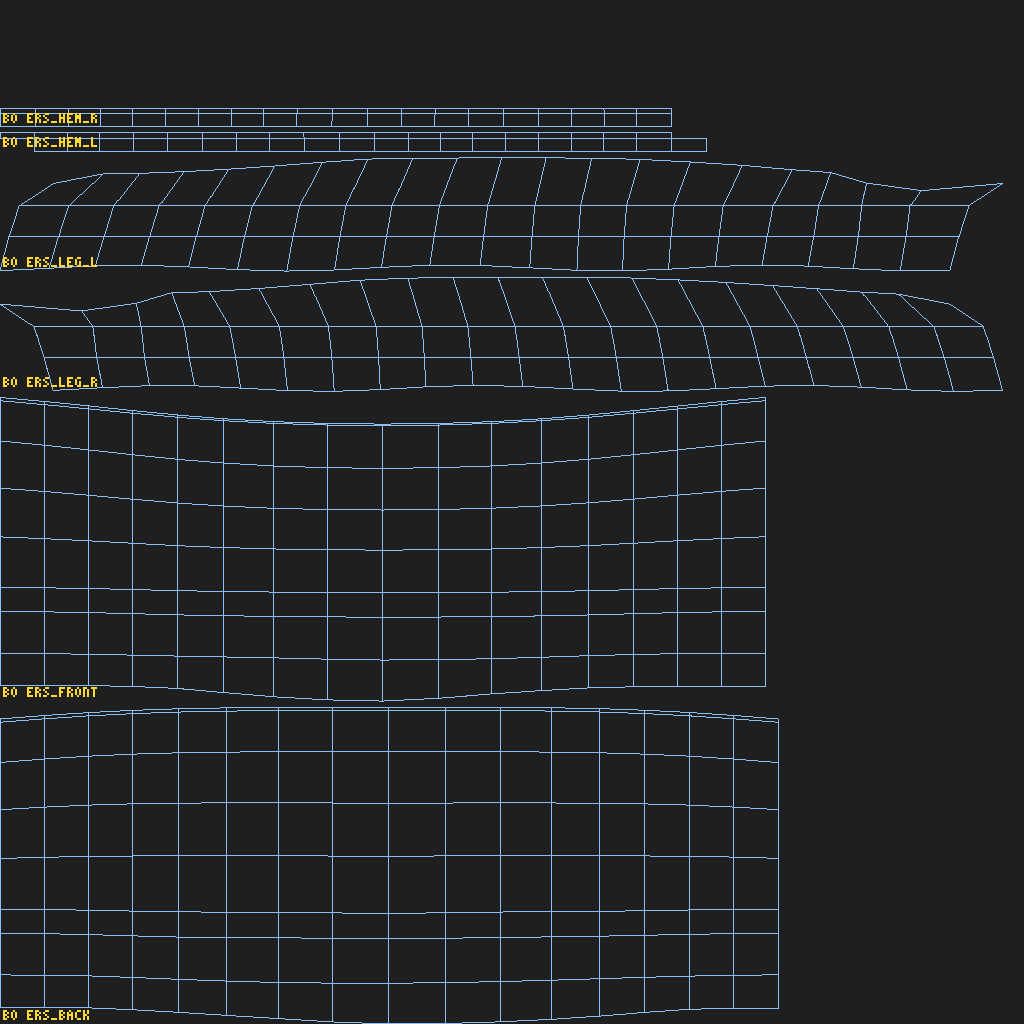 BO ERS_HEM_R
BO ERS_HEM_L
BO ERS_LEG_L
BO ERS_LEG_R
BO ERS_FRONT
BO ERS_BACK